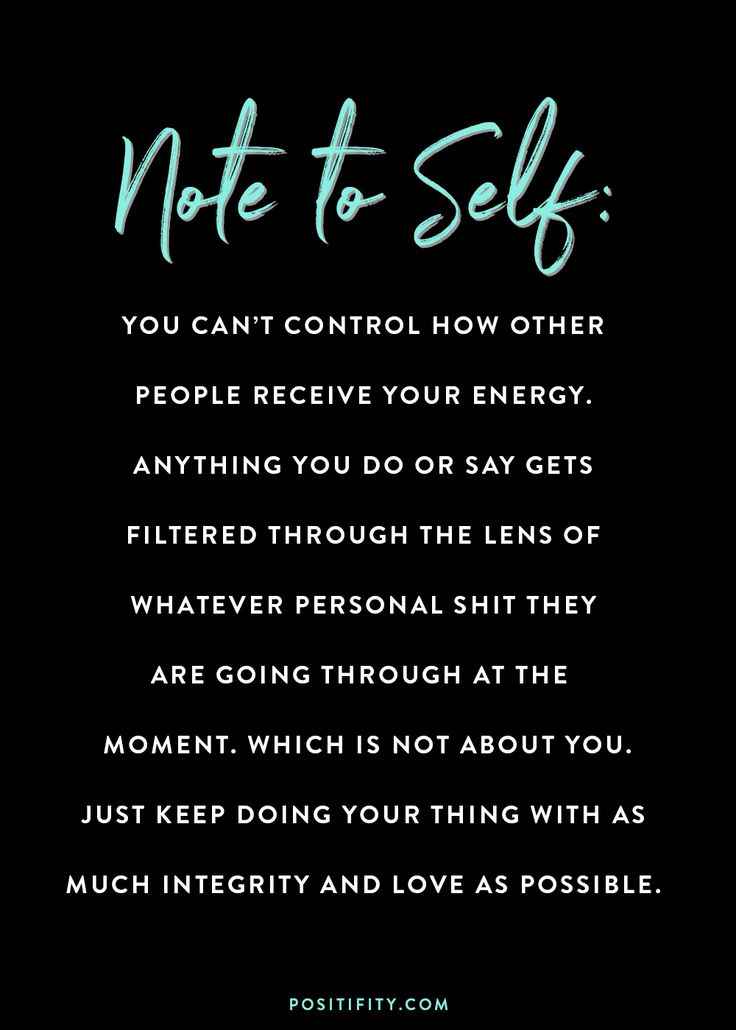 Note to Self:
YOU CAN'T CONTROL HOW OTHER
PEOPLE RECEIVE YOUR ENERGY.
ANYTHING YOU DO OR SAY GETS
FILTERED THROUGH THE LENS OF
WHATEVER PERSONAL SHIT THEY
ARE GOING THROUGH AT THE
MOMENT. WHICH IS NOT ABOUT YOU.
JUST KEEP DOING YOUR THING WITH AS
MUCH INTEGRITY AND LOVE AS POSSIBLE.
POSITIFITY.COM